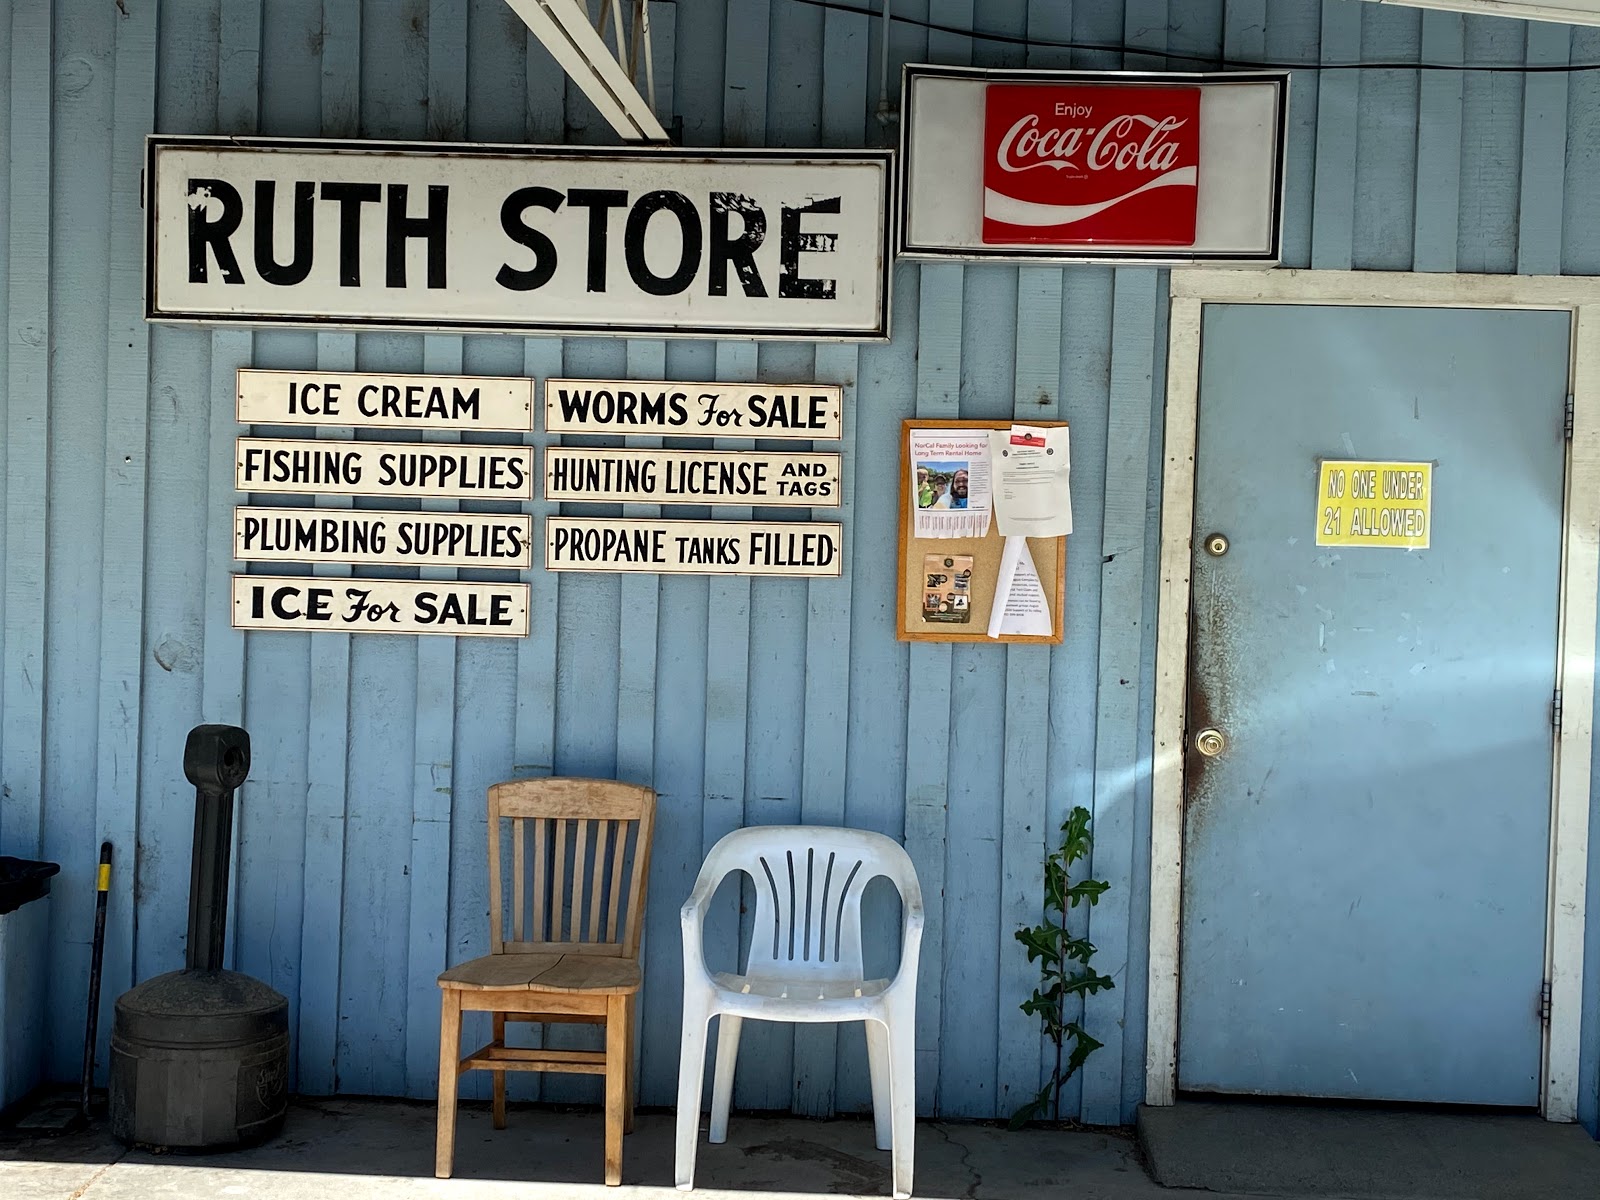 RUTH STORE
Enjoy
Coca-Cola
ICE CREAM
WORMS For SALE
FISHING SUPPLIES
HUNTING LICENSE AND TAGS
PLUMBING SUPPLIES
PROPANE TANKS FILLED
ICE For SALE
NorCal Family Looking for
Long Term Rental Home
NO ONE UNDER
21 ALLOWED